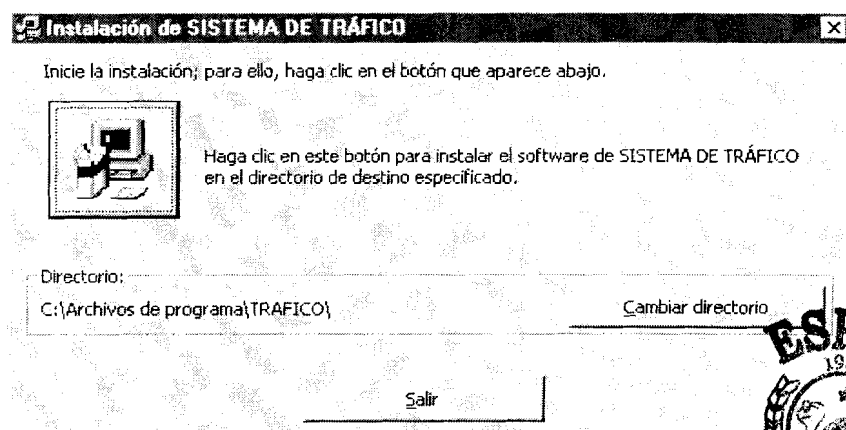 Instalación de SISTEMA DE TRÁFICO
Inicie la instalación; para ello, haga clic en el botón que aparece abajo.
Haga clic en este botón para instalar el software de SISTEMA DE TRÁFICO
en el directorio de destino especificado.
Directorio:
C:\Archivos de programa\TRAFICO\
Cambiar directorio
Salir